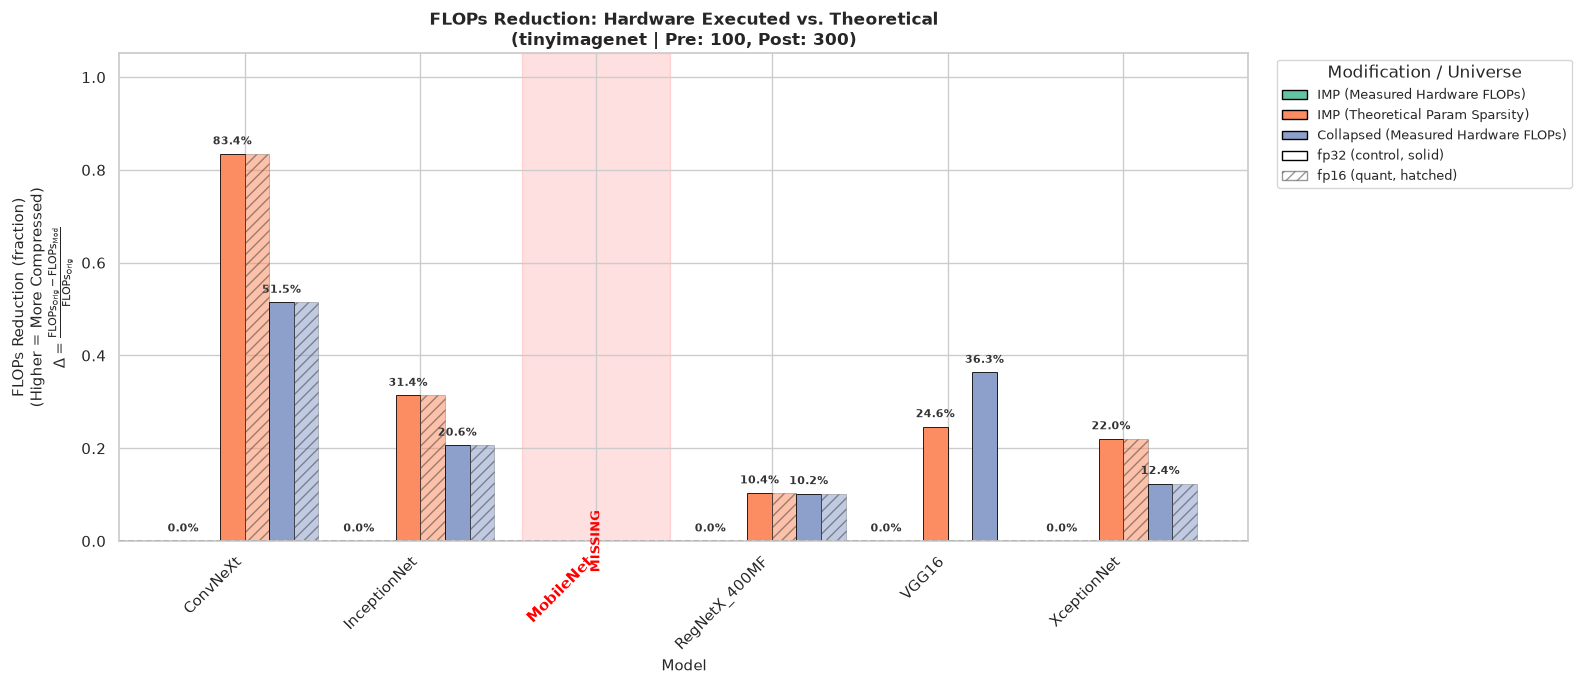 FLOPs Reduction: Hardware Executed vs. Theoretical
(tinyimagenet | Pre: 100, Post: 300)
FLOPs Reduction (fraction)
(Higher = More Compressed)
Δ = (FLOPs_Orig − FLOPs_Mod) / FLOPs_Orig
1.0
0.8
0.6
0.4
0.2
0.0
0.0%
83.4%
51.5%
0.0%
31.4%
20.6%
MISSING
0.0%
10.4%
10.2%
0.0%
24.6%
36.3%
0.0%
22.0%
12.4%
ConvNeXt
InceptionNet
MobileNet
RegNetX_400MF
VGG16
XceptionNet
Model
Modification / Universe
IMP (Measured Hardware FLOPs)
IMP (Theoretical Param Sparsity)
Collapsed (Measured Hardware FLOPs)
fp32 (control, solid)
fp16 (quant, hatched)